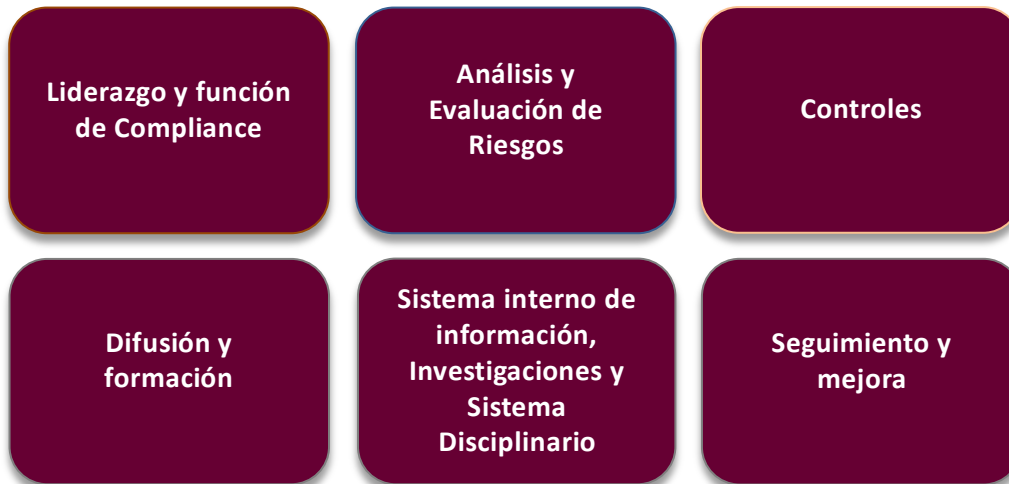 Liderazgo y función
de Compliance
Análisis y
Evaluación de
Riesgos
Controles
Difusión y
formación
Sistema interno de
información,
Investigaciones y
Sistema
Disciplinario
Seguimiento y
mejora